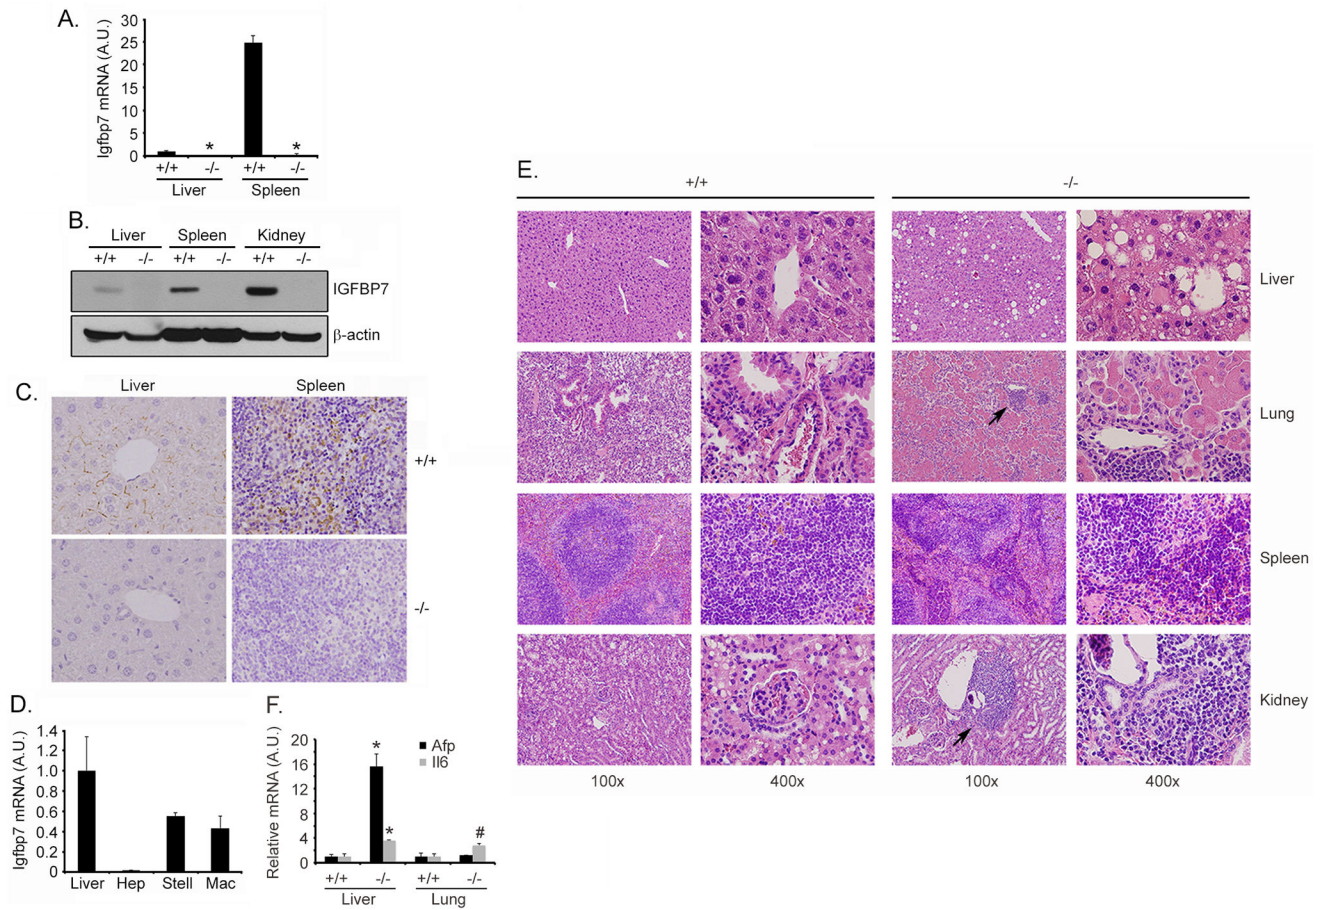 A.
Igfbp7 mRNA (A.U.)
30
25
20
15
10
5
0
*
*
+/+ -/- +/+ -/-
Liver Spleen
B.
Liver Spleen Kidney
+/+ -/- +/+ -/- +/+ -/-
IGFBP7
β-actin
C.
Liver Spleen
+/+
-/-
D.
Igfbp7 mRNA (A.U.)
1.4
1.2
1.0
0.8
0.6
0.4
0.2
0
Liver Hep Stell Mac
F.
Relative mRNA (A.U.)
20
16
12
8
4
0
Afp
Il6
*
*
#
+/+ -/- +/+ -/-
Liver Lung
E.
+/+ -/-
Liver
Lung
Spleen
Kidney
100x 400x 100x 400x